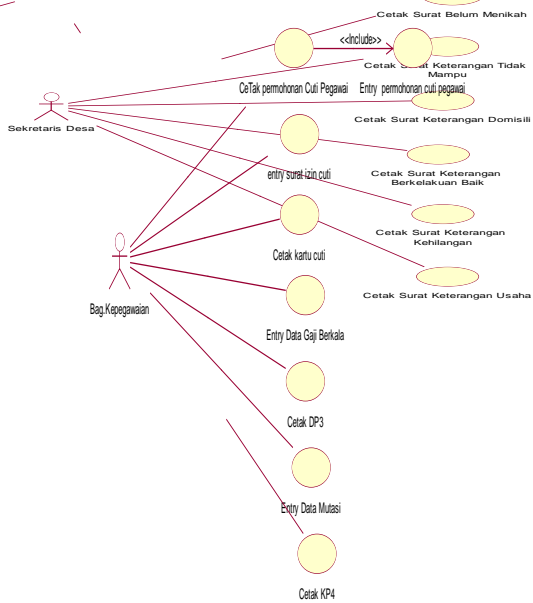 Cetak Surat Belum Menikah
<<Include>>
Cetak Surat Keterangan Tidak
Mampu
CeTak permohonan Cuti Pegawai
Entry permohonan cuti pegawai
Sekretaris Desa
Cetak Surat Keterangan Domisili
entry surat izin cuti
Cetak Surat Keterangan
Berkelakuan Baik
Cetak Surat Keterangan
Kehilangan
Cetak kartu cuti
Cetak Surat Keterangan Usaha
Bag.Kepegawaian
Entry Data Gaji Berkala
Cetak DP3
Entry Data Mutasi
Cetak KP4